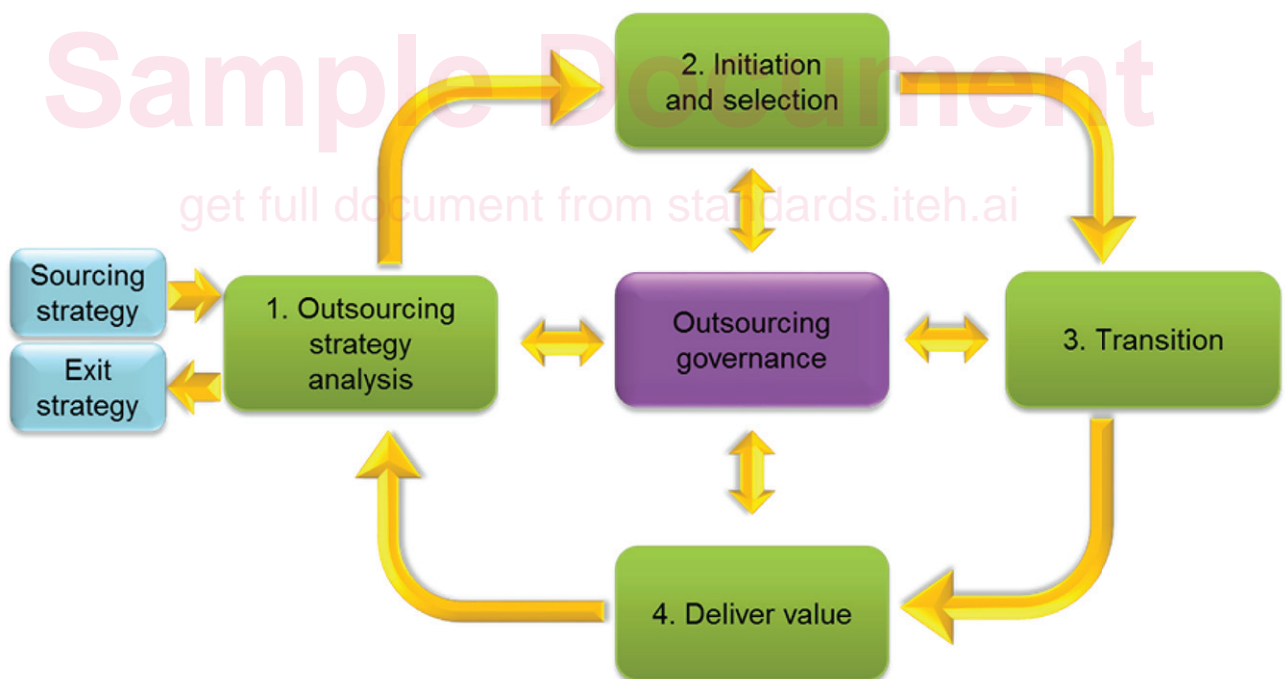 Sample Document
get full document from standards.iteh.ai
2. Initiation
and selection
Sourcing
strategy
Exit
strategy
1. Outsourcing
strategy
analysis
Outsourcing
governance
3. Transition
4. Deliver value